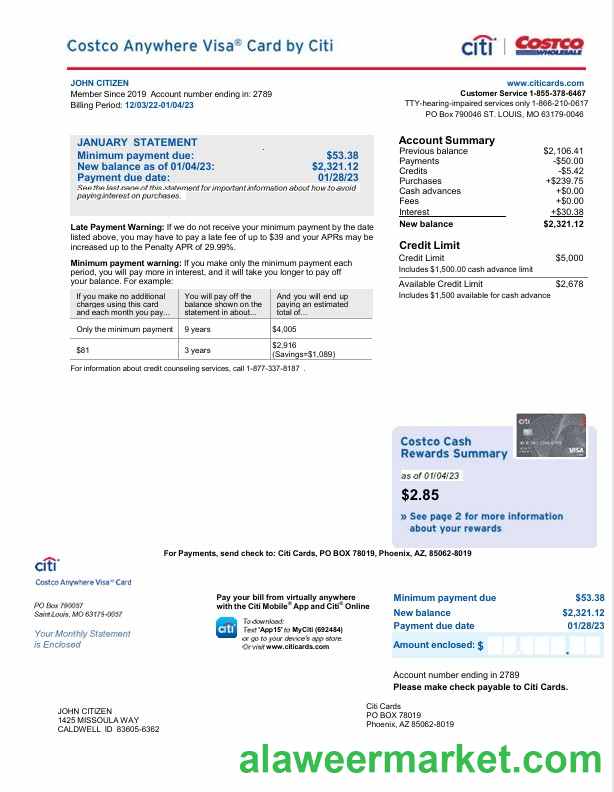 Costco Anywhere Visa® Card by Citi
citi
COSTCO
WHOLESALE
JOHN CITIZEN
Member Since 2019 Account number ending in: 2789
Billing Period: 12/03/22-01/04/23
www.citicards.com
Customer Service 1-855-378-6467
TTY-hearing-impaired services only 1-866-210-0617
PO Box 790046 ST. LOUIS, MO 63179-0046
JANUARY STATEMENT
Minimum payment due: $53.38
New balance as of 01/04/23: $2,321.12
Payment due date: 01/28/23
See the last page of this statement for important information about how to avoid
paying interest on purchases.
Late Payment Warning: If we do not receive your minimum payment by the date
listed above, you may have to pay a late fee of up to $39 and your APRs may be
increased up to the Penalty APR of 29.99%.
Minimum payment warning: If you make only the minimum payment each
period, you will pay more in interest, and it will take you longer to pay off
your balance. For example:
If you make no additional
charges using this card
and each month you pay...
You will pay off the
balance shown on the
statement in about...
And you will end up
paying an estimated
total of...
Only the minimum payment 9 years $4,005
$81 3 years $2,916
(Savings=$1,089)
For information about credit counseling services, call 1-877-337-8187 .
Account Summary
Previous balance $2,106.41
Payments -$50.00
Credits -$5.42
Purchases +$239.75
Cash advances +$0.00
Fees +$0.00
Interest +$30.38
New balance $2,321.12
Credit Limit
Credit Limit $5,000
Includes $1,500.00 cash advance limit
Available Credit Limit $2,678
Includes $1,500 available for cash advance
citi
VISA
Costco Cash
Rewards Summary
as of 01/04/23
$2.85
» See page 2 for more information
about your rewards
For Payments, send check to: Citi Cards, PO BOX 78019, Phoenix, AZ, 85062-8019
citi
Costco Anywhere Visa® Card
PO Box 790057
Saint Louis, MO 63175-0057
Your Monthly Statement
is Enclosed
Pay your bill from virtually anywhere
with the Citi Mobile® App and Citi® Online
citi
To download:
Text 'App15' to MyCiti (692484)
or go to your device's app store.
Or visit www.citicards.com
Minimum payment due $53.38
New balance $2,321.12
Payment due date 01/28/23
Amount enclosed: $
Account number ending in 2789
Please make check payable to Citi Cards.
JOHN CITIZEN
1425 MISSOULA WAY
CALDWELL ID 83605-6362
Citi Cards
PO BOX 78019
Phoenix, AZ 85062-8019
alaweermarket.com